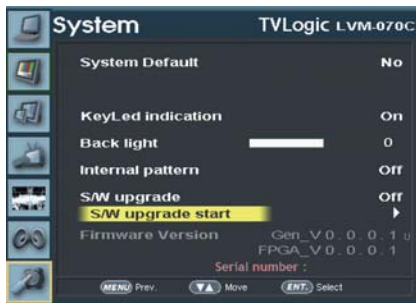 System TVLogic LVM-070C
System Default No
KeyLed indication On
Back light 0
Internal pattern Off
S/W upgrade Off
S/W upgrade start
Firmware Version Gen_V 0 . 0 . 0 . 1 U
FPGA_V 0 . 0 . 0 . 1
Serial number :
MENU Prev. ▼▲ Move ENT. Select